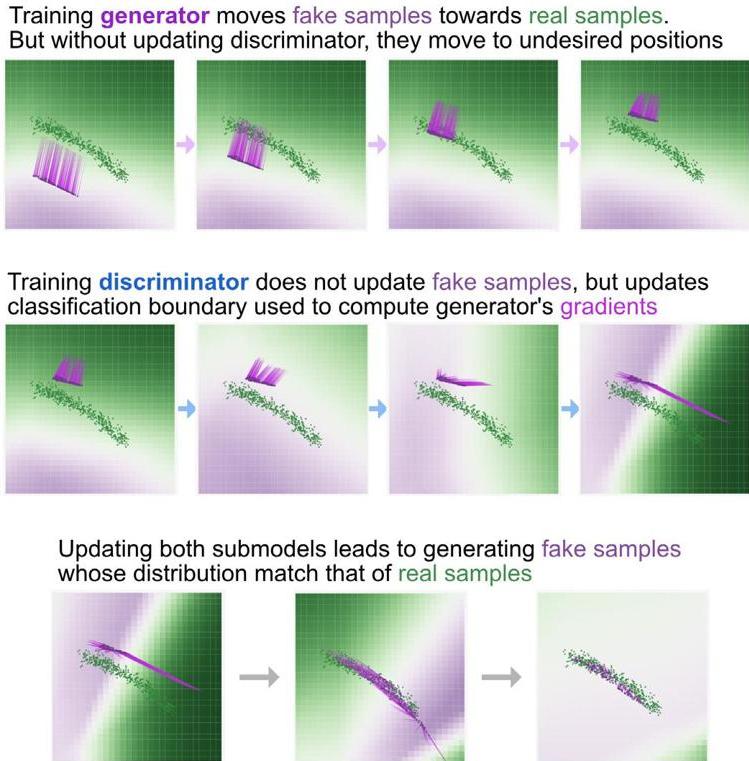 Training generator moves fake samples towards real samples.
But without updating discriminator, they move to undesired positions
Training discriminator does not update fake samples, but updates
classification boundary used to compute generator's gradients
Updating both submodels leads to generating fake samples
whose distribution match that of real samples